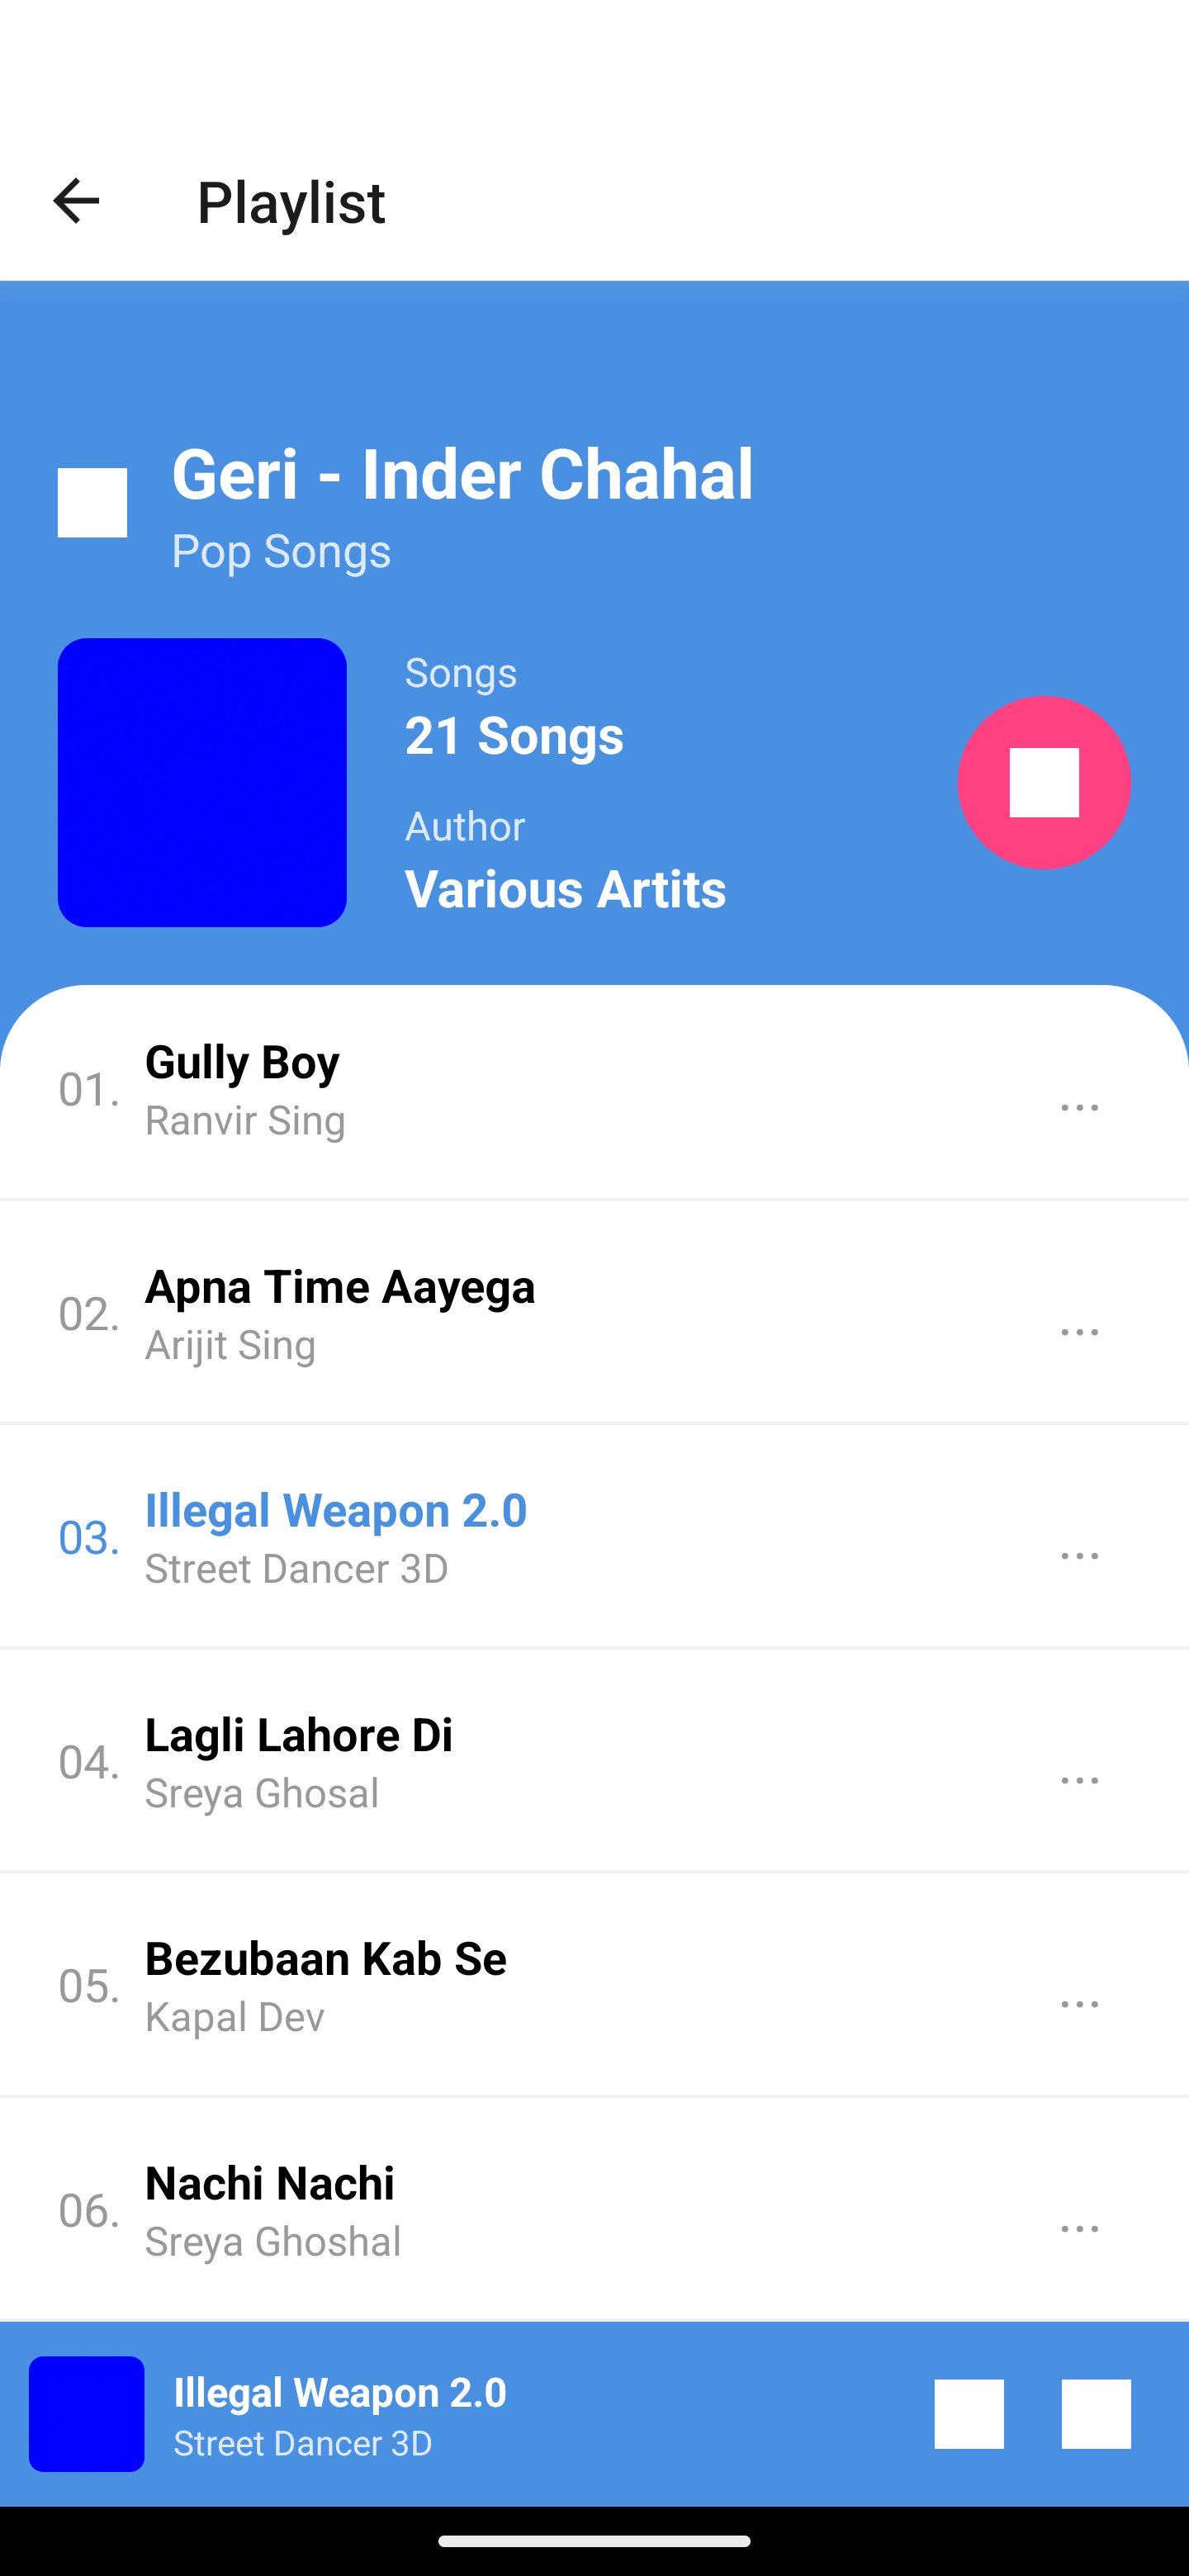 Playlist
Geri - Inder Chahal
Pop Songs
Songs
21 Songs
Author
Various Artits
01.
Gully Boy
Ranvir Sing
...
02.
Apna Time Aayega
Arijit Sing
...
03.
Illegal Weapon 2.0
Street Dancer 3D
...
04.
Lagli Lahore Di
Sreya Ghosal
...
05.
Bezubaan Kab Se
Kapal Dev
...
06.
Nachi Nachi
Sreya Ghoshal
...
Illegal Weapon 2.0
Street Dancer 3D